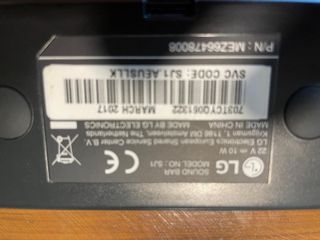 LG
SOUND BAR
MODEL NO.: SJ1
22 V ⎓ 10 W
LG Electronics European Shared Service Center B.V.
Krijgsman 1, 1186 DM Amstelveen, The Netherlands
MADE IN CHINA MADE BY LG ELECTRONICS
703TCYQ061322
MARCH 2017
SVC CODE: SJ1 AEUSLLK
P/N: MEZ66478008